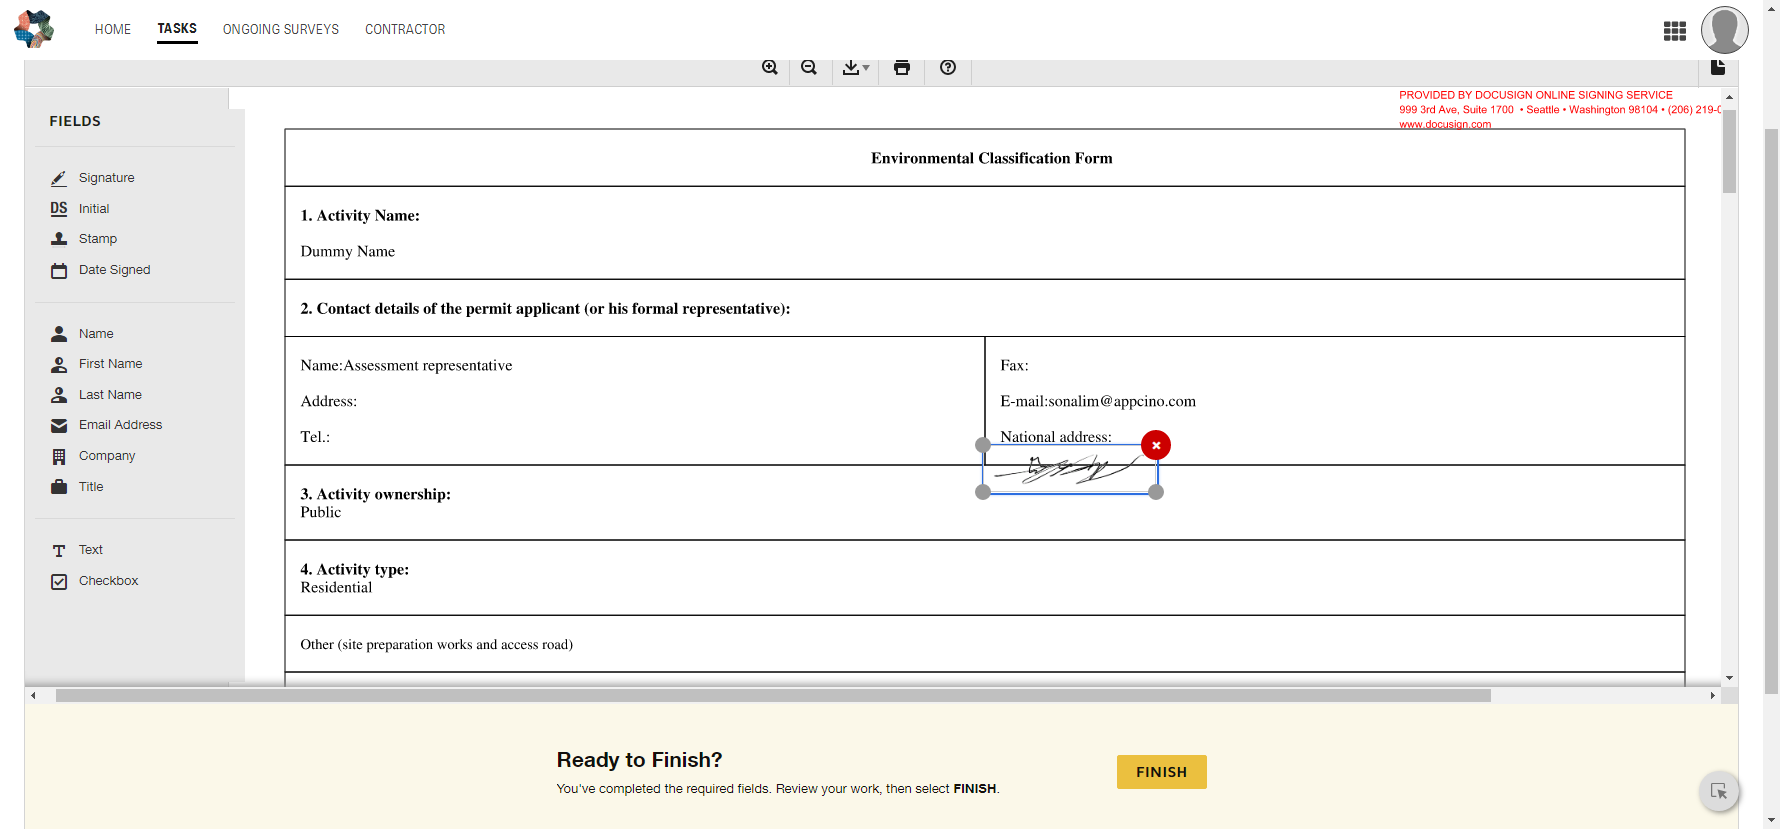 HOME TASKS ONGOING SURVEYS CONTRACTOR
FIELDS
Signature
DS Initial
Stamp
Date Signed
Name
First Name
Last Name
Email Address
Company
Title
Text
Checkbox
PROVIDED BY DOCUSIGN ONLINE SIGNING SERVICE
999 3rd Ave, Suite 1700 • Seattle • Washington 98104 • (206) 219-0
www.docusign.com
Environmental Classification Form
1. Activity Name:
Dummy Name
2. Contact details of the permit applicant (or his formal representative):
Name:Assessment representative
Address:
Tel.:
Fax:
E-mail:sonalim@appcino.com
National address:
3. Activity ownership:
Public
4. Activity type:
Residential
Other (site preparation works and access road)
Ready to Finish?
You've completed the required fields. Review your work, then select FINISH.
FINISH